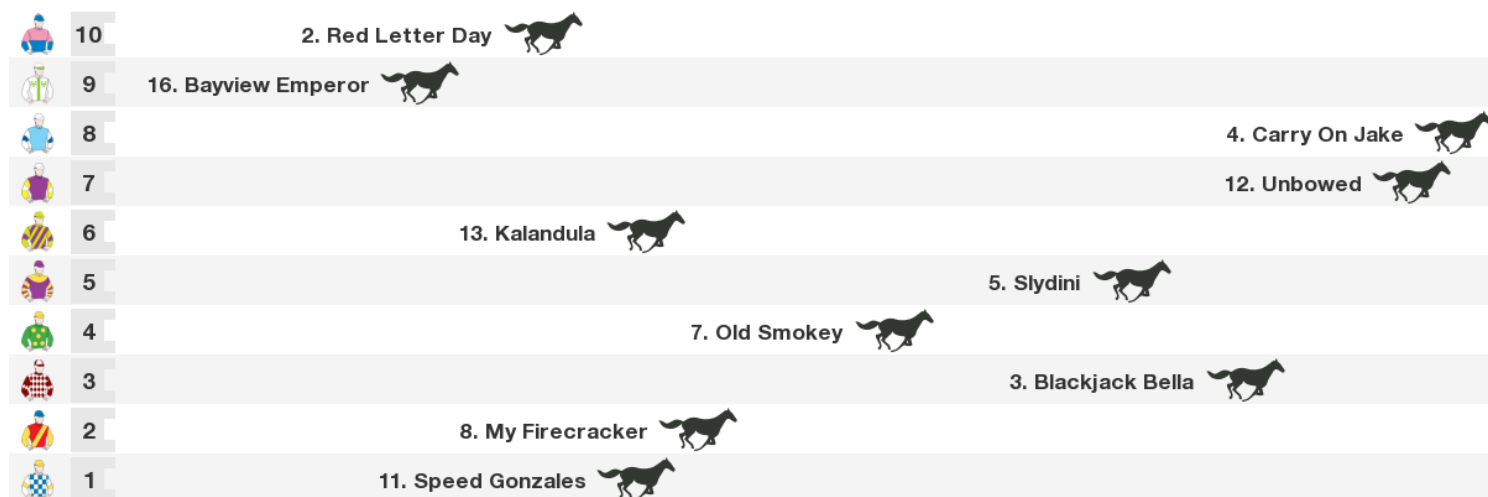 10 2. Red Letter Day
9 16. Bayview Emperor
8 4. Carry On Jake
7 12. Unbowed
6 13. Kalandula
5 5. Slydini
4 7. Old Smokey
3 3. Blackjack Bella
2 8. My Firecracker
1 11. Speed Gonzales